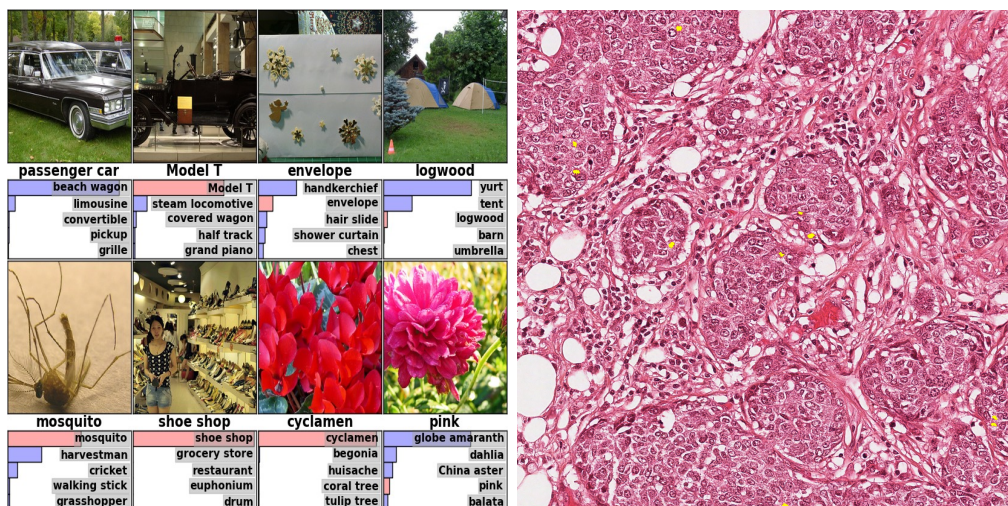 passenger car
beach wagon
limousine
convertible
pickup
grille
Model T
Model T
steam locomotive
covered wagon
half track
grand piano
envelope
handkerchief
envelope
hair slide
shower curtain
chest
logwood
yurt
tent
logwood
barn
umbrella
mosquito
mosquito
harvestman
cricket
walking stick
grasshopper
shoe shop
shoe shop
grocery store
restaurant
euphonium
drum
cyclamen
cyclamen
begonia
huisache
coral tree
tulip tree
pink
globe amaranth
dahlia
China aster
pink
balata